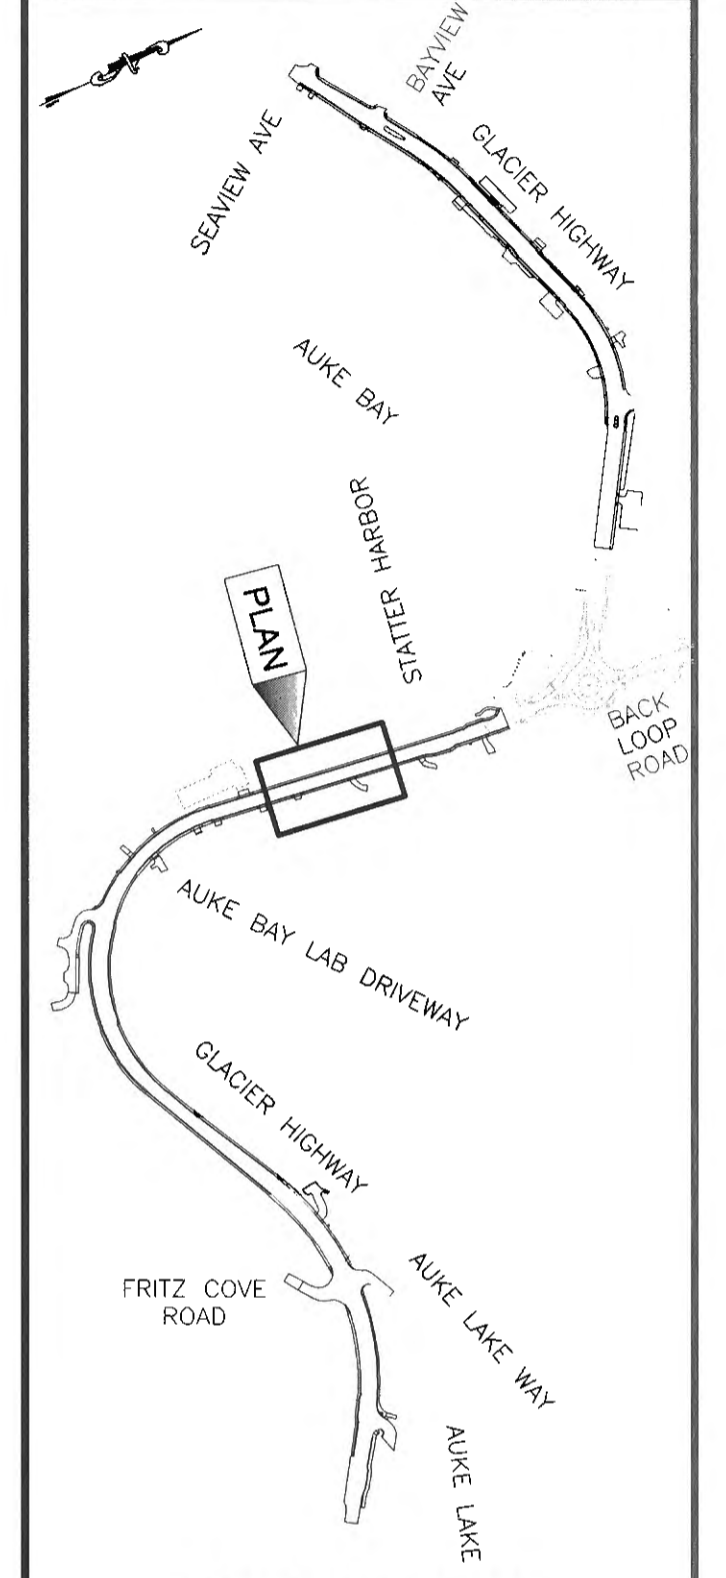 BAYVIEW
AVE
SEAVIEW AVE
GLACIER HIGHWAY
AUKE BAY
STATTER HARBOR
PLAN
BACK
LOOP
ROAD
AUKE BAY LAB DRIVEWAY
GLACIER HIGHWAY
FRITZ COVE
ROAD
AUKE LAKE WAY
AUKE LAKE